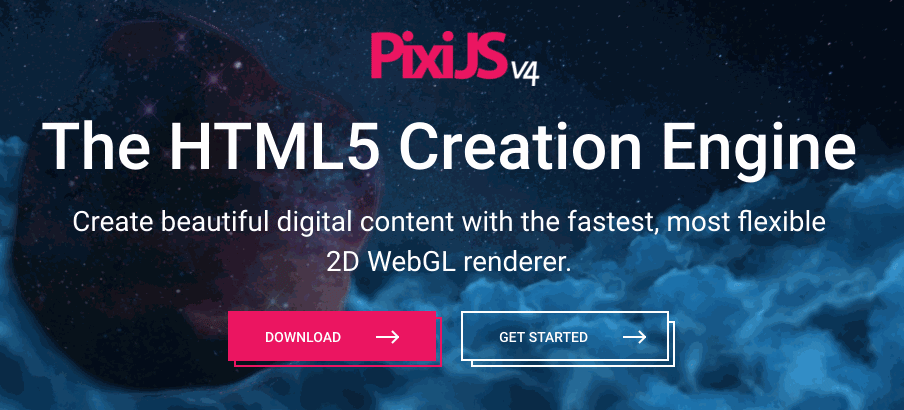 PixiJS v4
The HTML5 Creation Engine
Create beautiful digital content with the fastest, most flexible
2D WebGL renderer.
DOWNLOAD
GET STARTED